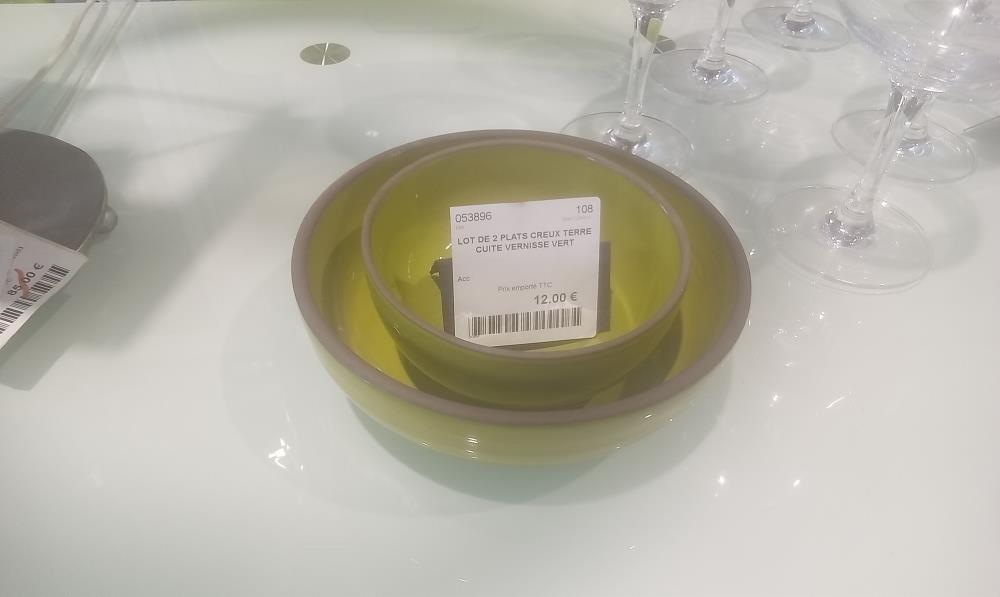 053896
108
LOT DE 2 PLATS CREUX TERRE
CUITE VERNISSE VERT
Acc
Prix emporté TTC
12.00 €